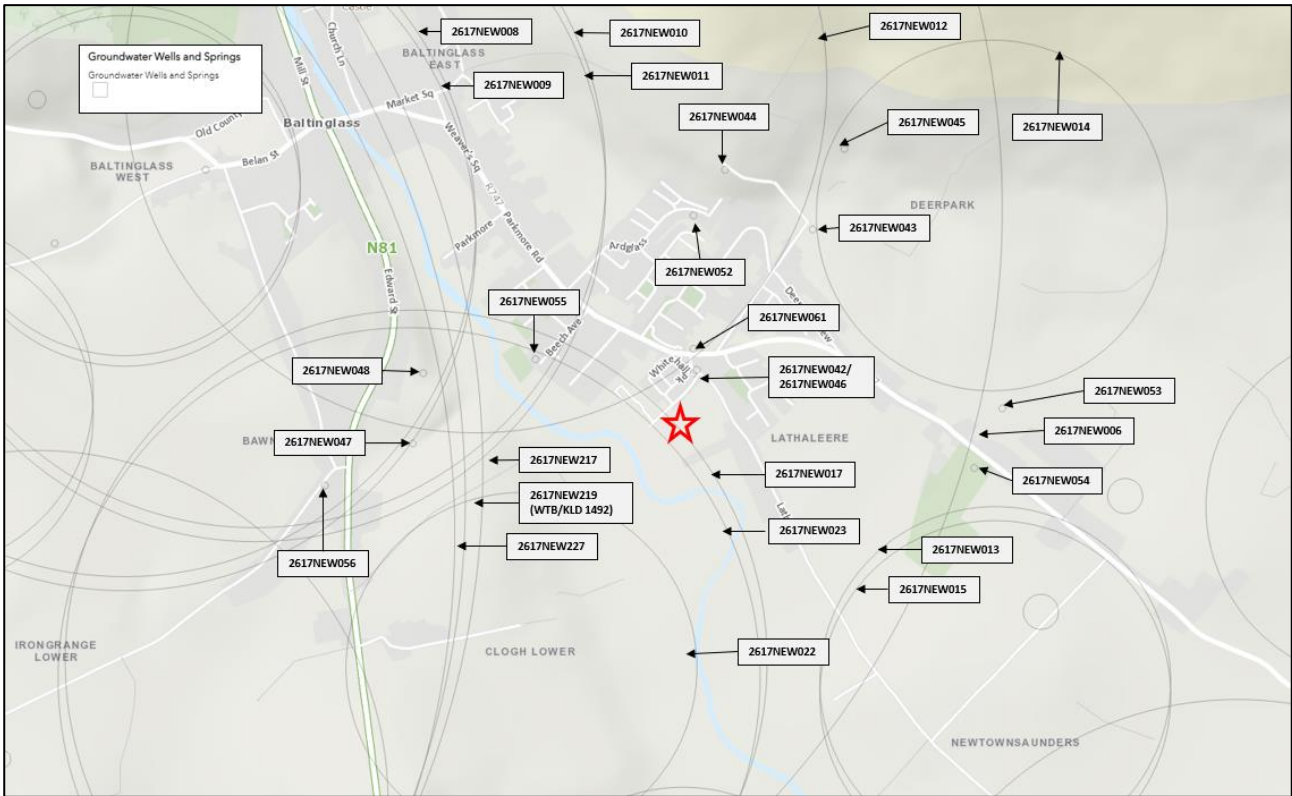 Castle
2617NEW008
2617NEW010
2617NEW012
Groundwater Wells and Springs
Groundwater Wells and Springs
Church Ln
Mill St
BALTINGLASS
EAST
2617NEW011
2617NEW009
Market Sq
2617NEW044
2617NEW045
2617NEW014
Old County
Baltinglass
Weaver's Sq
Belan St
BALTINGLASS
WEST
R747
DEERPARK
Parkmore
Parkmore Rd
Ardglass
2617NEW043
N81
2617NEW052
Edward St
2617NEW055
Beech Ave
2617NEW061
Whitehall Pk
2617NEW042/
2617NEW046
2617NEW048
2617NEW053
2617NEW006
LATHALEERE
BAWN
2617NEW047
2617NEW217
2617NEW017
2617NEW054
2617NEW219
(WTB/KLD 1492)
2617NEW023
2617NEW227
2617NEW013
2617NEW056
2617NEW015
IRONGRANGE
LOWER
CLOGH LOWER
2617NEW022
NEWTOWNSAUNDERS